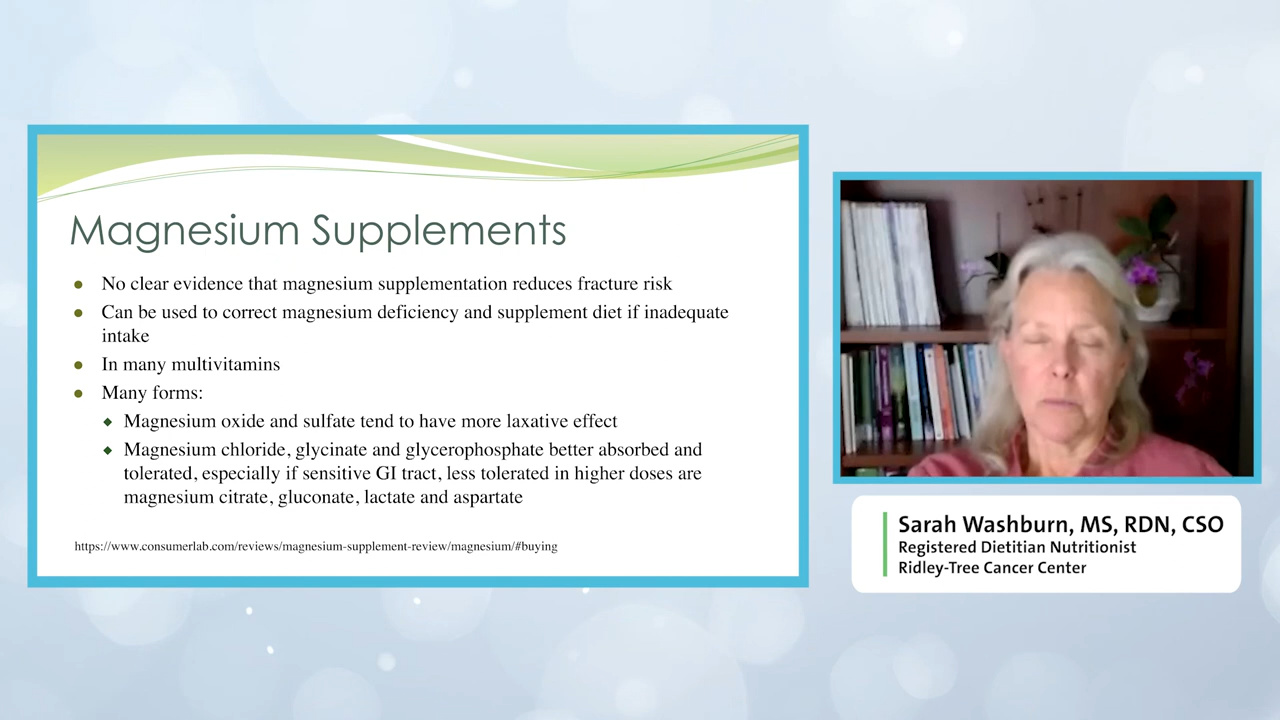 Magnesium Supplements
No clear evidence that magnesium supplementation reduces fracture risk
Can be used to correct magnesium deficiency and supplement diet if inadequate
intake
In many multivitamins
Many forms:
Magnesium oxide and sulfate tend to have more laxative effect
Magnesium chloride, glycinate and glycerophosphate better absorbed and
tolerated, especially if sensitive GI tract, less tolerated in higher doses are
magnesium citrate, gluconate, lactate and aspartate
https://www.consumerlab.com/reviews/magnesium-supplement-review/magnesium/#buying
Sarah Washburn, MS, RDN, CSO
Registered Dietitian Nutritionist
Ridley-Tree Cancer Center